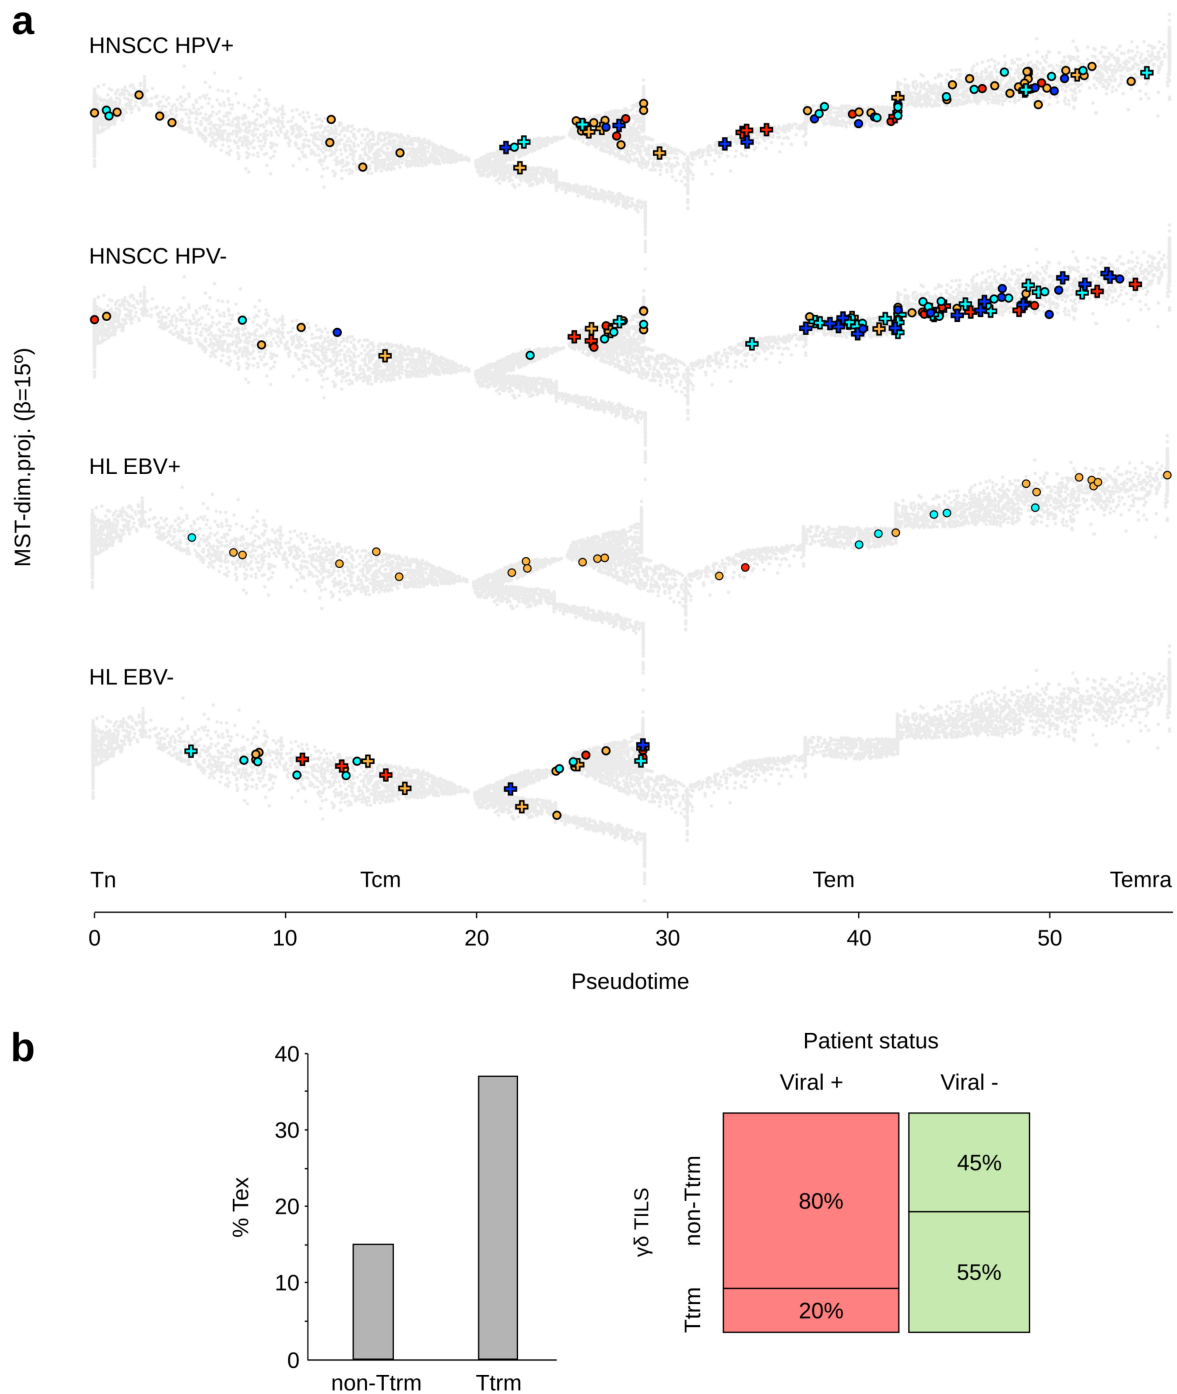 a
HNSCC HPV+
HNSCC HPV-
HL EBV+
HL EBV-
MST-dim.proj. (β=15º)
Tn Tcm Tem Temra
0 10 20 30 40 50
Pseudotime
b
% Tex
40
30
20
10
0
non-Ttrm Ttrm
Patient status
Viral + Viral -
γδ TILS
non-Ttrm
Ttrm
80%
45%
55%
20%